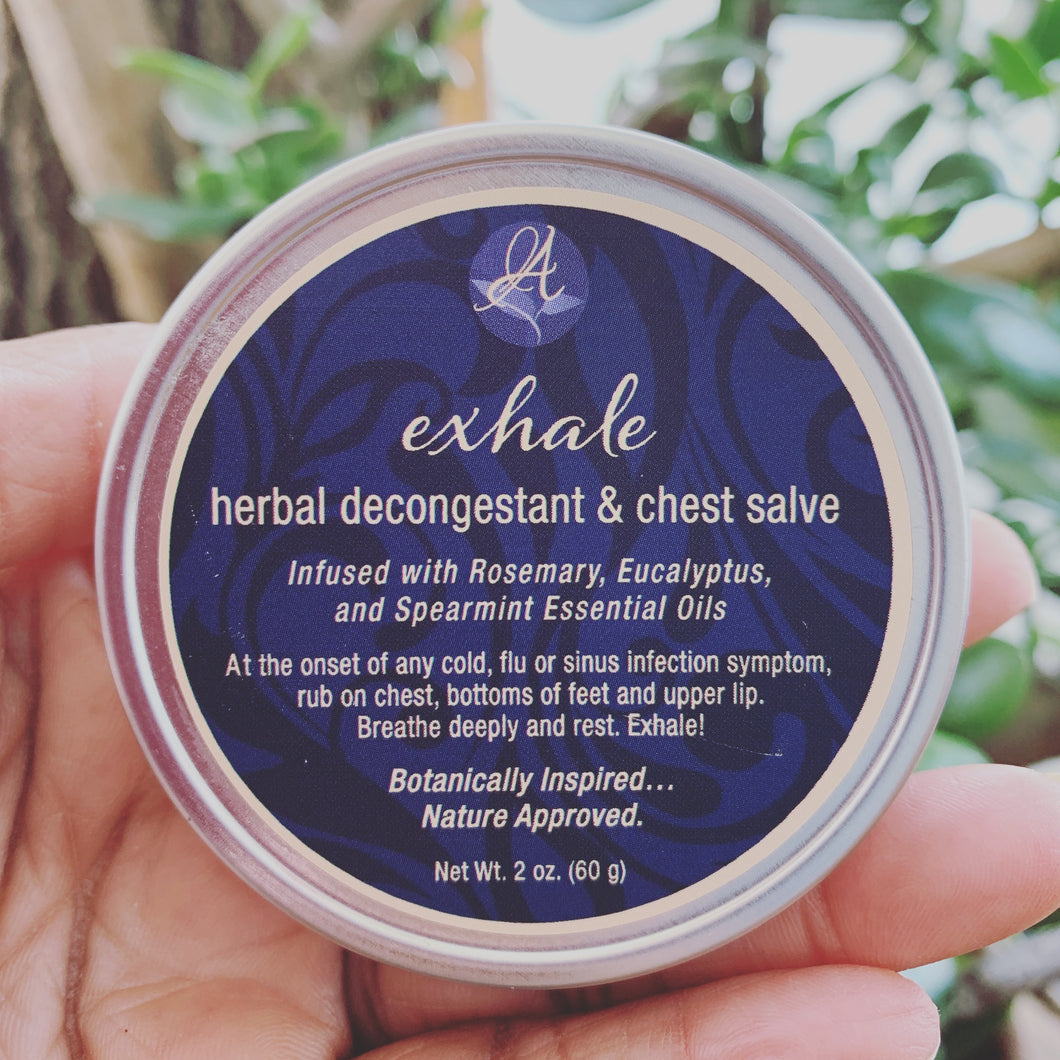 A
exhale
herbal decongestant & chest salve
Infused with Rosemary, Eucalyptus,
and Spearmint Essential Oils
At the onset of any cold, flu or sinus infection symptom,
rub on chest, bottoms of feet and upper lip.
Breathe deeply and rest. Exhale!
Botanically Inspired...
Nature Approved.
Net Wt. 2 oz. (60 g)